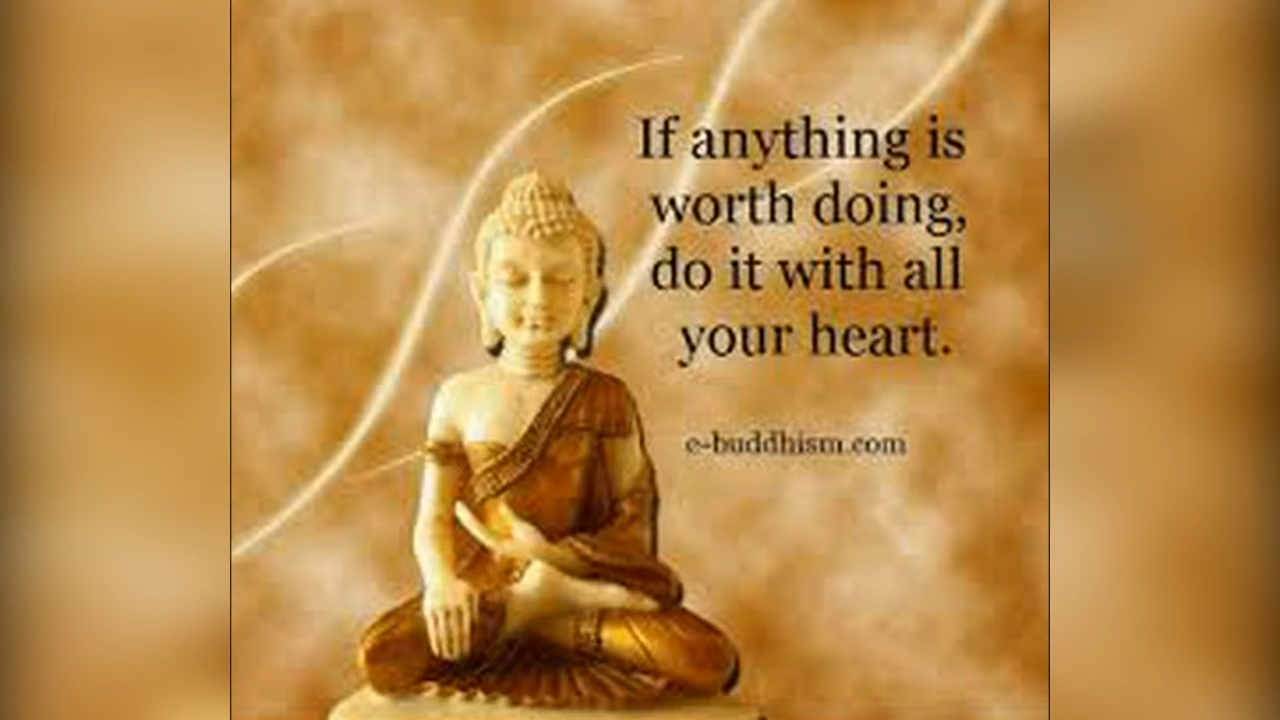 If anything is
worth doing,
do it with all
your heart.
e-buddhism.com